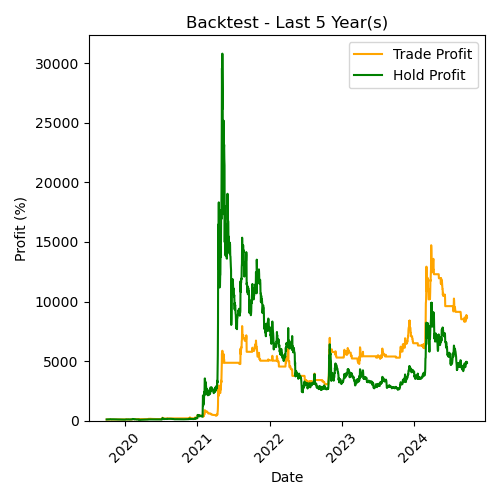 Backtest - Last 5 Year(s)
Trade Profit
Hold Profit
Profit (%)
30000
25000
20000
15000
10000
5000
0
2020
2021
2022
2023
2024
Date